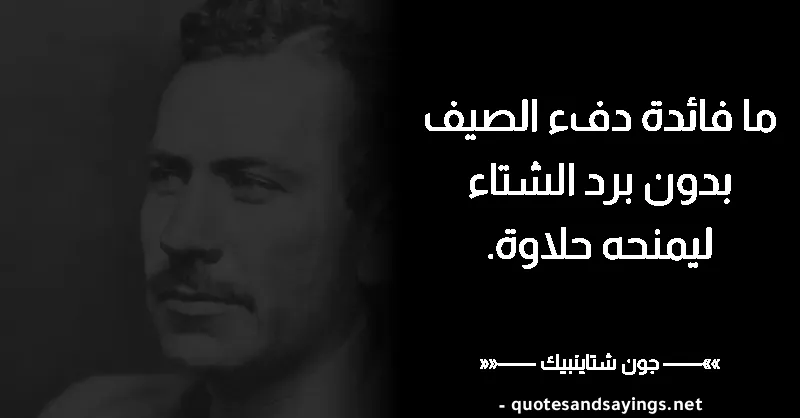 ما فائدة دفء الصيف
بدون برد الشتاء
ليمنحه حلاوة.
»»—— جون شتاينبيك ——««
- quotesandsayings.net